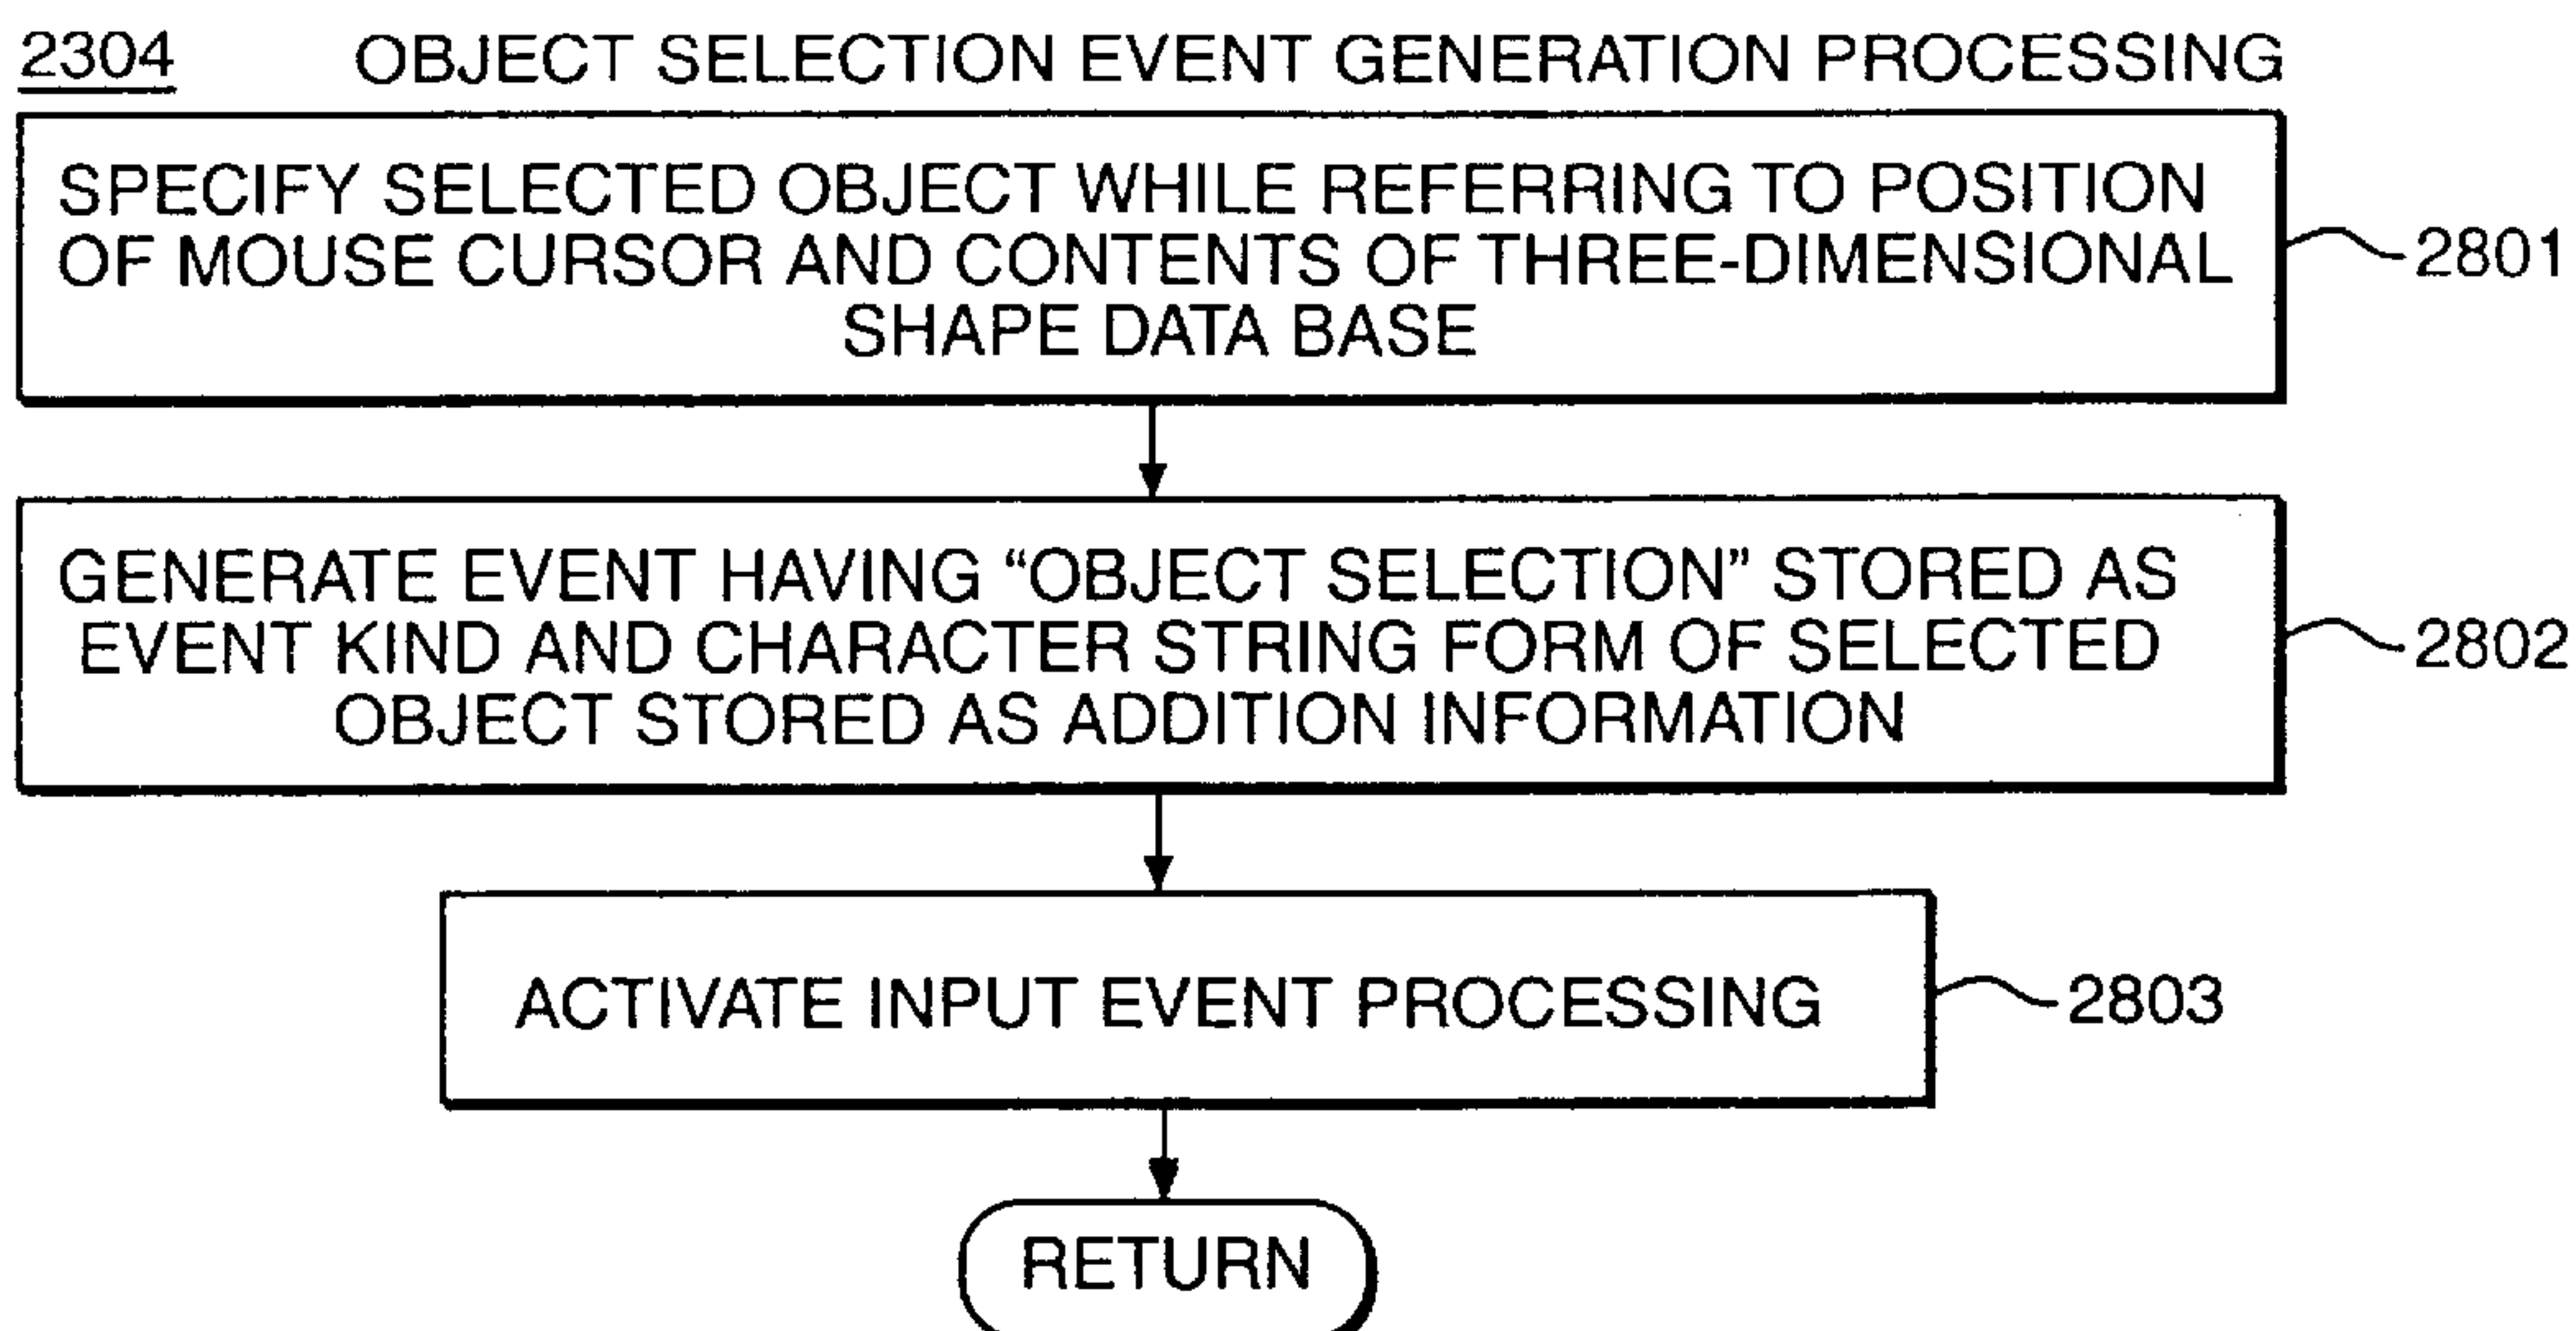 2304 OBJECT SELECTION EVENT GENERATION PROCESSING
SPECIFY SELECTED OBJECT WHILE REFERRING TO POSITION
OF MOUSE CURSOR AND CONTENTS OF THREE-DIMENSIONAL
SHAPE DATA BASE
2801
GENERATE EVENT HAVING “OBJECT SELECTION” STORED AS
EVENT KIND AND CHARACTER STRING FORM OF SELECTED
OBJECT STORED AS ADDITION INFORMATION
2802
ACTIVATE INPUT EVENT PROCESSING
2803
RETURN